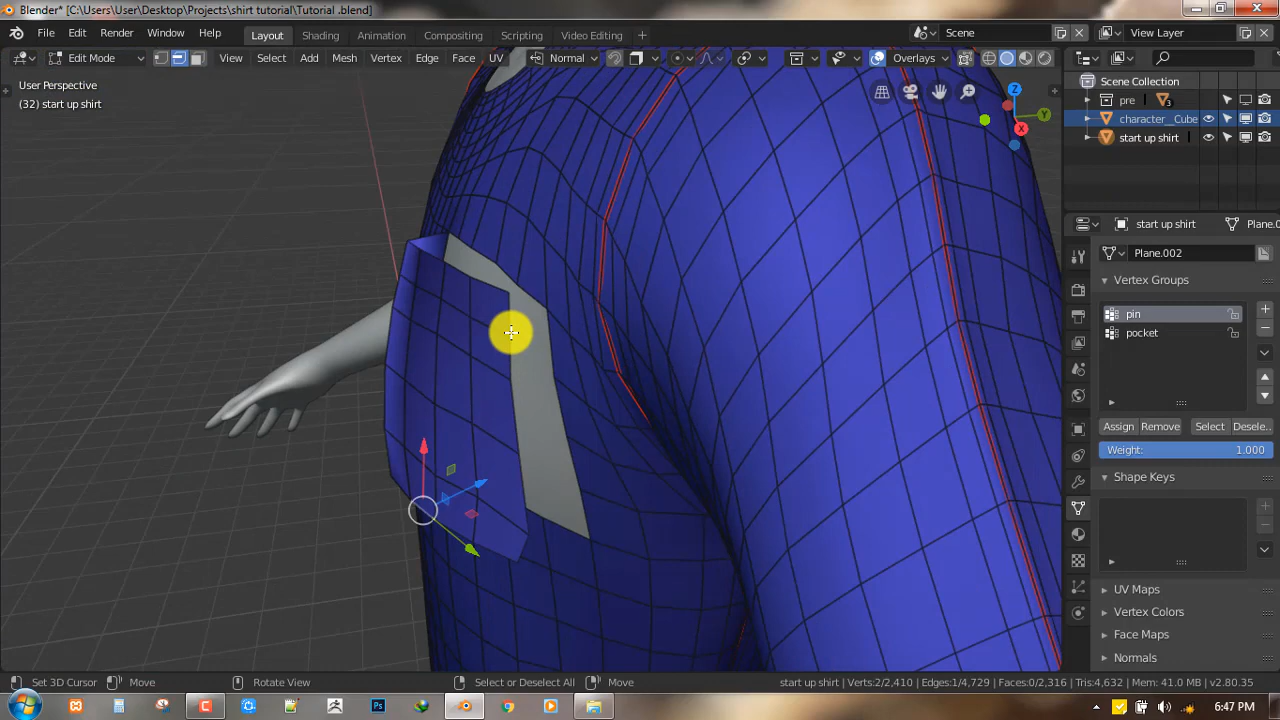 Blender* [C:\Users\User\Desktop\Projects\shirt tutorial\Tutorial .blend]
File Edit Render Window Help Layout Shading Animation Compositing Scripting Video Editing + Scene View Layer
Edit Mode View Select Add Mesh Vertex Edge Face UV Normal Overlays
User Perspective
(32) start up shirt
Z
Y
X
Scene Collection
pre 3
character__Cube
start up shirt
start up shirt Plane.0
Plane.002
Vertex Groups
pin
pocket
Assign Remove Select Desele..
Weight: 1.000
Shape Keys
UV Maps
Vertex Colors
Face Maps
Normals
Set 3D Cursor Move Rotate View Select or Deselect All Move start up shirt | Verts:2/2,410 | Edges:1/4,729 | Faces:0/2,316 | Tris:4,632 | Mem: 41.0 MB | v2.80.35
Ps
6:47 PM